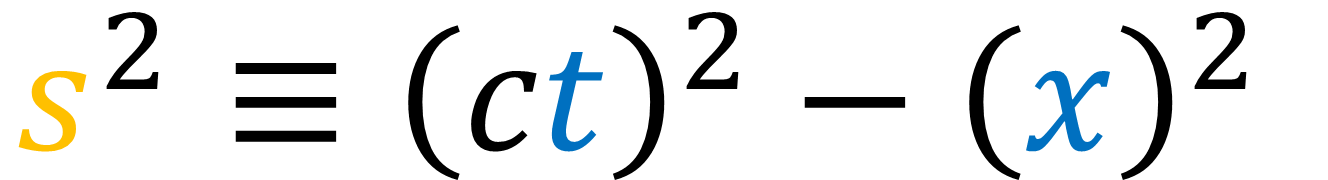 s² ≡ (ct)² − (x)²